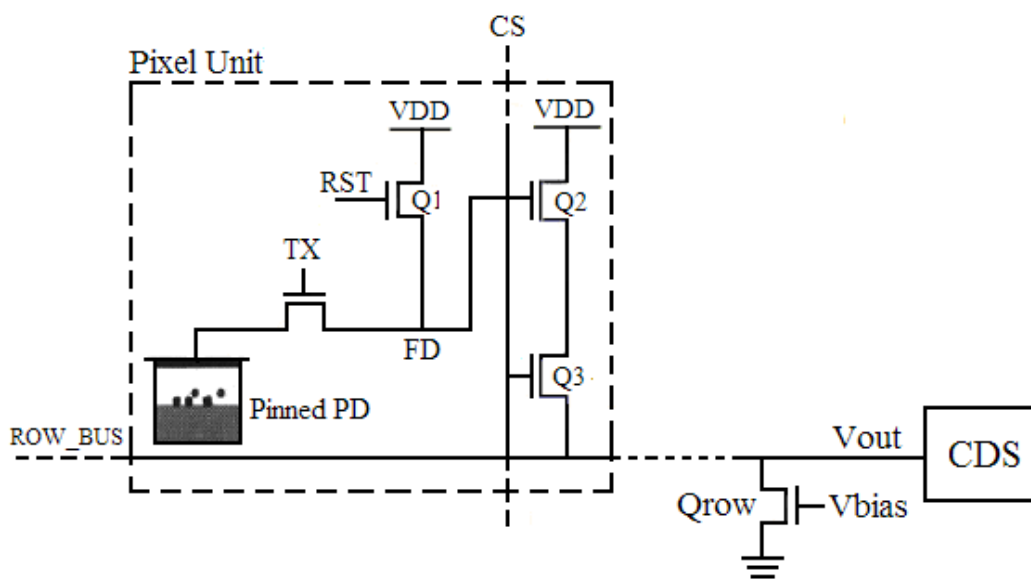 CS
Pixel Unit
VDD
VDD
RST
Q1
Q2
TX
FD
Q3
Pinned PD
ROW_BUS
Vout
CDS
Qrow
Vbias